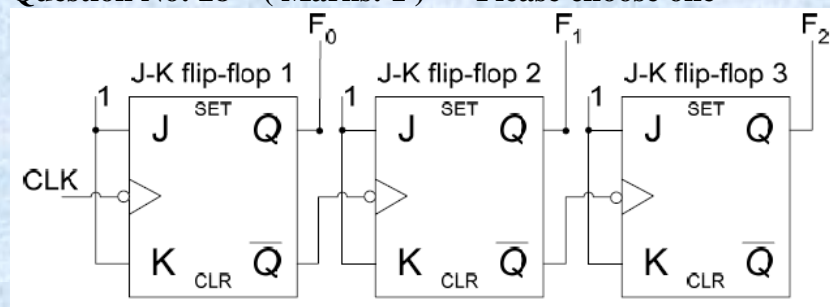 Question No: 28 ( Marks: 1 ) - Please choose one
F0 F1 F2
J-K flip-flop 1 J-K flip-flop 2 J-K flip-flop 3
1 SET 1 SET 1 SET
J Q J Q J Q
CLK
K Q K Q K Q
CLR CLR CLR